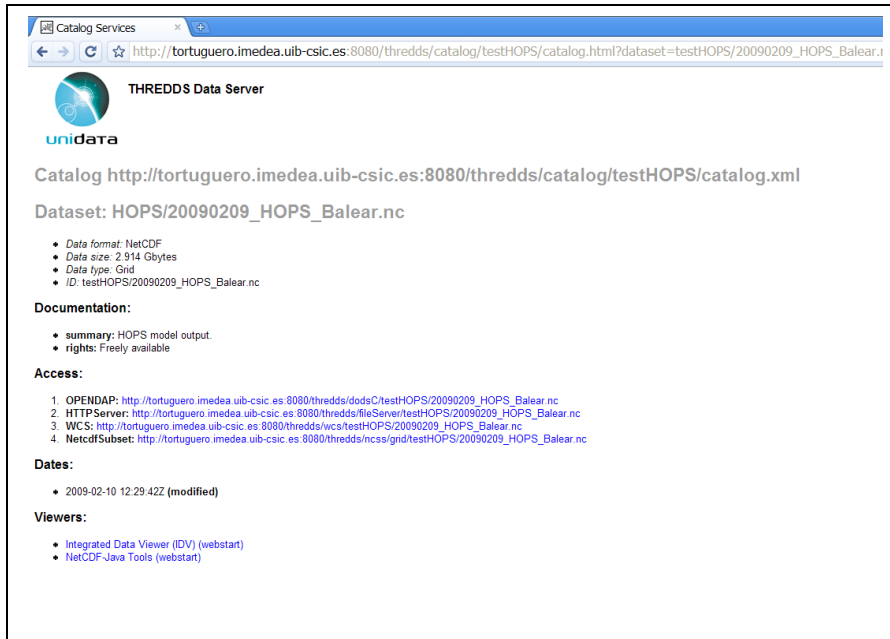 Catalog Services
http://tortuguero.imedea.uib-csic.es:8080/thredds/catalog/testHOPS/catalog.html?dataset=testHOPS/20090209_HOPS_Balear.
THREDDS Data Server
unidata
Catalog http://tortuguero.imedea.uib-csic.es:8080/thredds/catalog/testHOPS/catalog.xml
Dataset: HOPS/20090209_HOPS_Balear.nc
Data format: NetCDF
Data size: 2.914 Gbytes
Data type: Grid
ID: testHOPS/20090209_HOPS_Balear.nc
Documentation:
summary: HOPS model output.
rights: Freely available
Access:
1. OPENDAP: http://tortuguero.imedea.uib-csic.es:8080/thredds/dodsC/testHOPS/20090209_HOPS_Balear.nc
2. HTTPServer: http://tortuguero.imedea.uib-csic.es:8080/thredds/fileServer/testHOPS/20090209_HOPS_Balear.nc
3. WCS: http://tortuguero.imedea.uib-csic.es:8080/thredds/wcs/testHOPS/20090209_HOPS_Balear.nc
4. NetcdfSubset: http://tortuguero.imedea.uib-csic.es:8080/thredds/ncss/grid/testHOPS/20090209_HOPS_Balear.nc
Dates:
2009-02-10 12:29:42Z (modified)
Viewers:
Integrated Data Viewer (IDV) (webstart)
NetCDF-Java Tools (webstart)